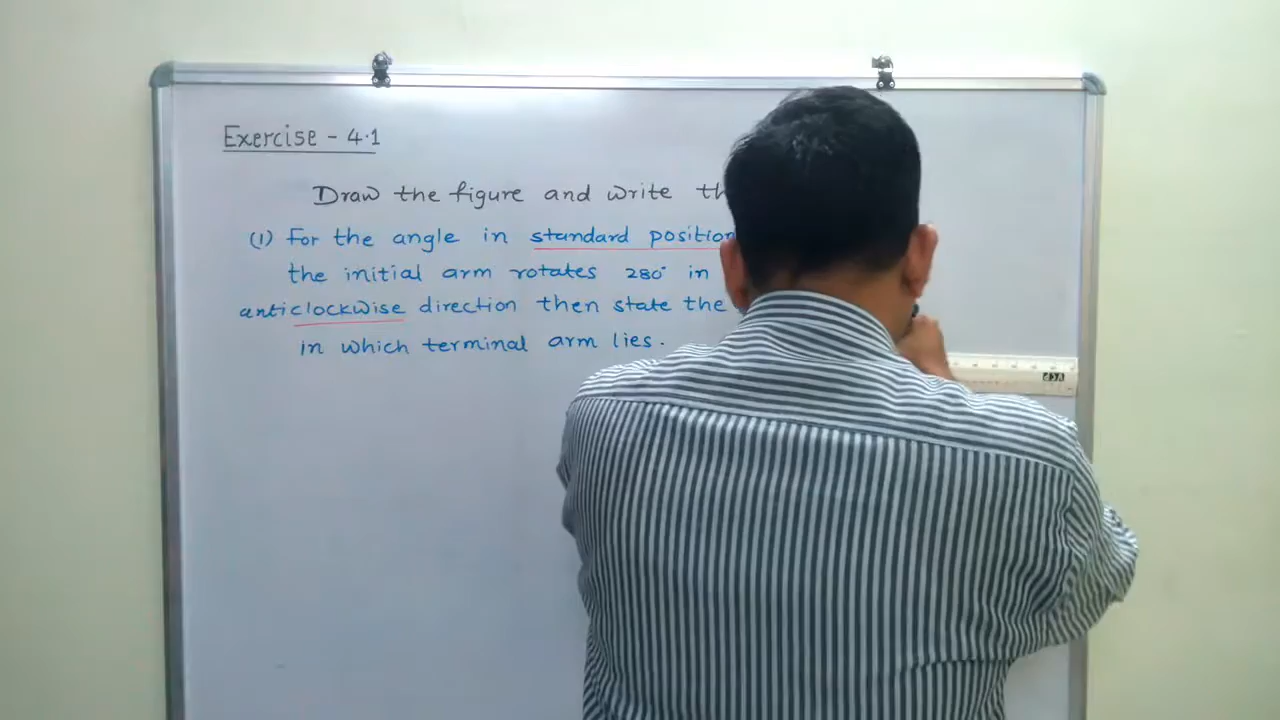 Exercise - 4.1
Draw the figure and write
(1) For the angle in standard position
the initial arm rotates 280° in
anticlockwise direction then state the
in which terminal arm lies.